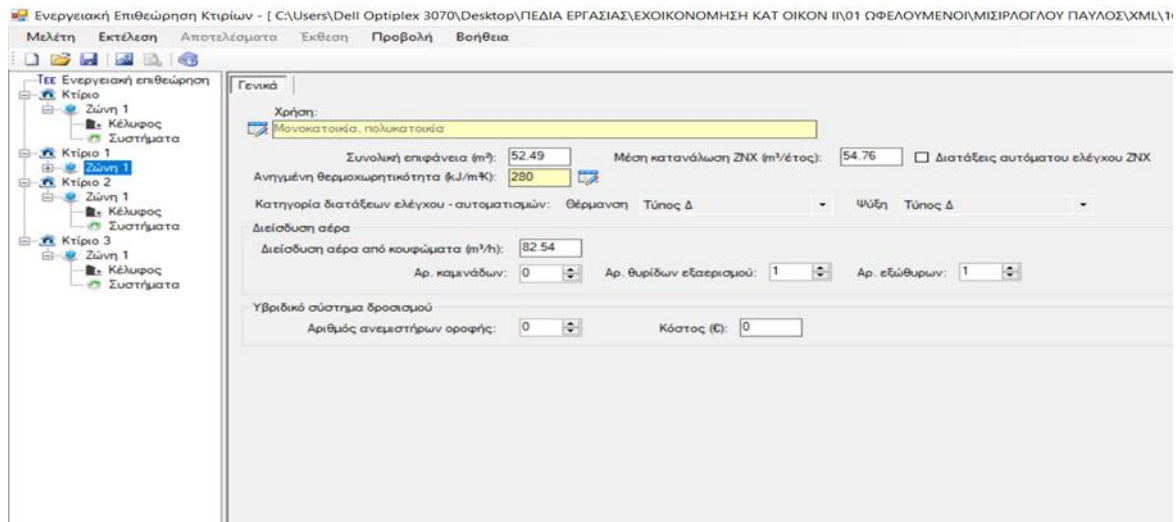 Ενεργειακή Επιθεώρηση Κτιρίων - [ C:\Users\Dell Optiplex 3070\Desktop\ΠΕΔΙΑ ΕΡΓΑΣΙΑΣ\ΕΧΟΙΚΟΝΟΜΗΣΗ ΚΑΤ ΟΙΚΟΝ ΙΙ\01 ΩΦΕΛΟΥΜΕΝΟΙ\ΜΙΣΙΡΛΟΓΛΟΥ ΠΑΥΛΟΣ\XML\1
Μελέτη Εκτέλεση Αποτελέσματα Έκθεση Προβολή Βοήθεια
ΤΕΕ Ενεργειακή επιθεώρηση
Κτίριο
Ζώνη 1
Κέλυφος
Συστήματα
Κτίριο 1
Ζώνη 1
Κτίριο 2
Ζώνη 1
Κέλυφος
Συστήματα
Κτίριο 3
Ζώνη 1
Κέλυφος
Συστήματα
Γενικά
Χρήση:
Μονοκατοικία, πολυκατοικία
Συνολική επιφάνεια (m²): 52.49 Μέση κατανάλωση ΖΝΧ (m³/έτος): 54.76 Διατάξεις αυτόματου ελέγχου ΖΝΧ
Ανηγμένη θερμοχωρητικότητα (kJ/m²K): 280
Κατηγορία διατάξεων ελέγχου - αυτοματισμών: Θέρμανση Τύπος Δ Ψύξη Τύπος Δ
Διείσδυση αέρα
Διείσδυση αέρα από κουφώματα (m³/h): 82.54
Αρ. καμινάδων: 0 Αρ. θυρίδων εξαερισμού: 1 Αρ. εξώθυρων: 1
Υβριδικό σύστημα δροσισμού
Αριθμός ανεμιστήρων οροφής: 0 Κόστος (€): 0